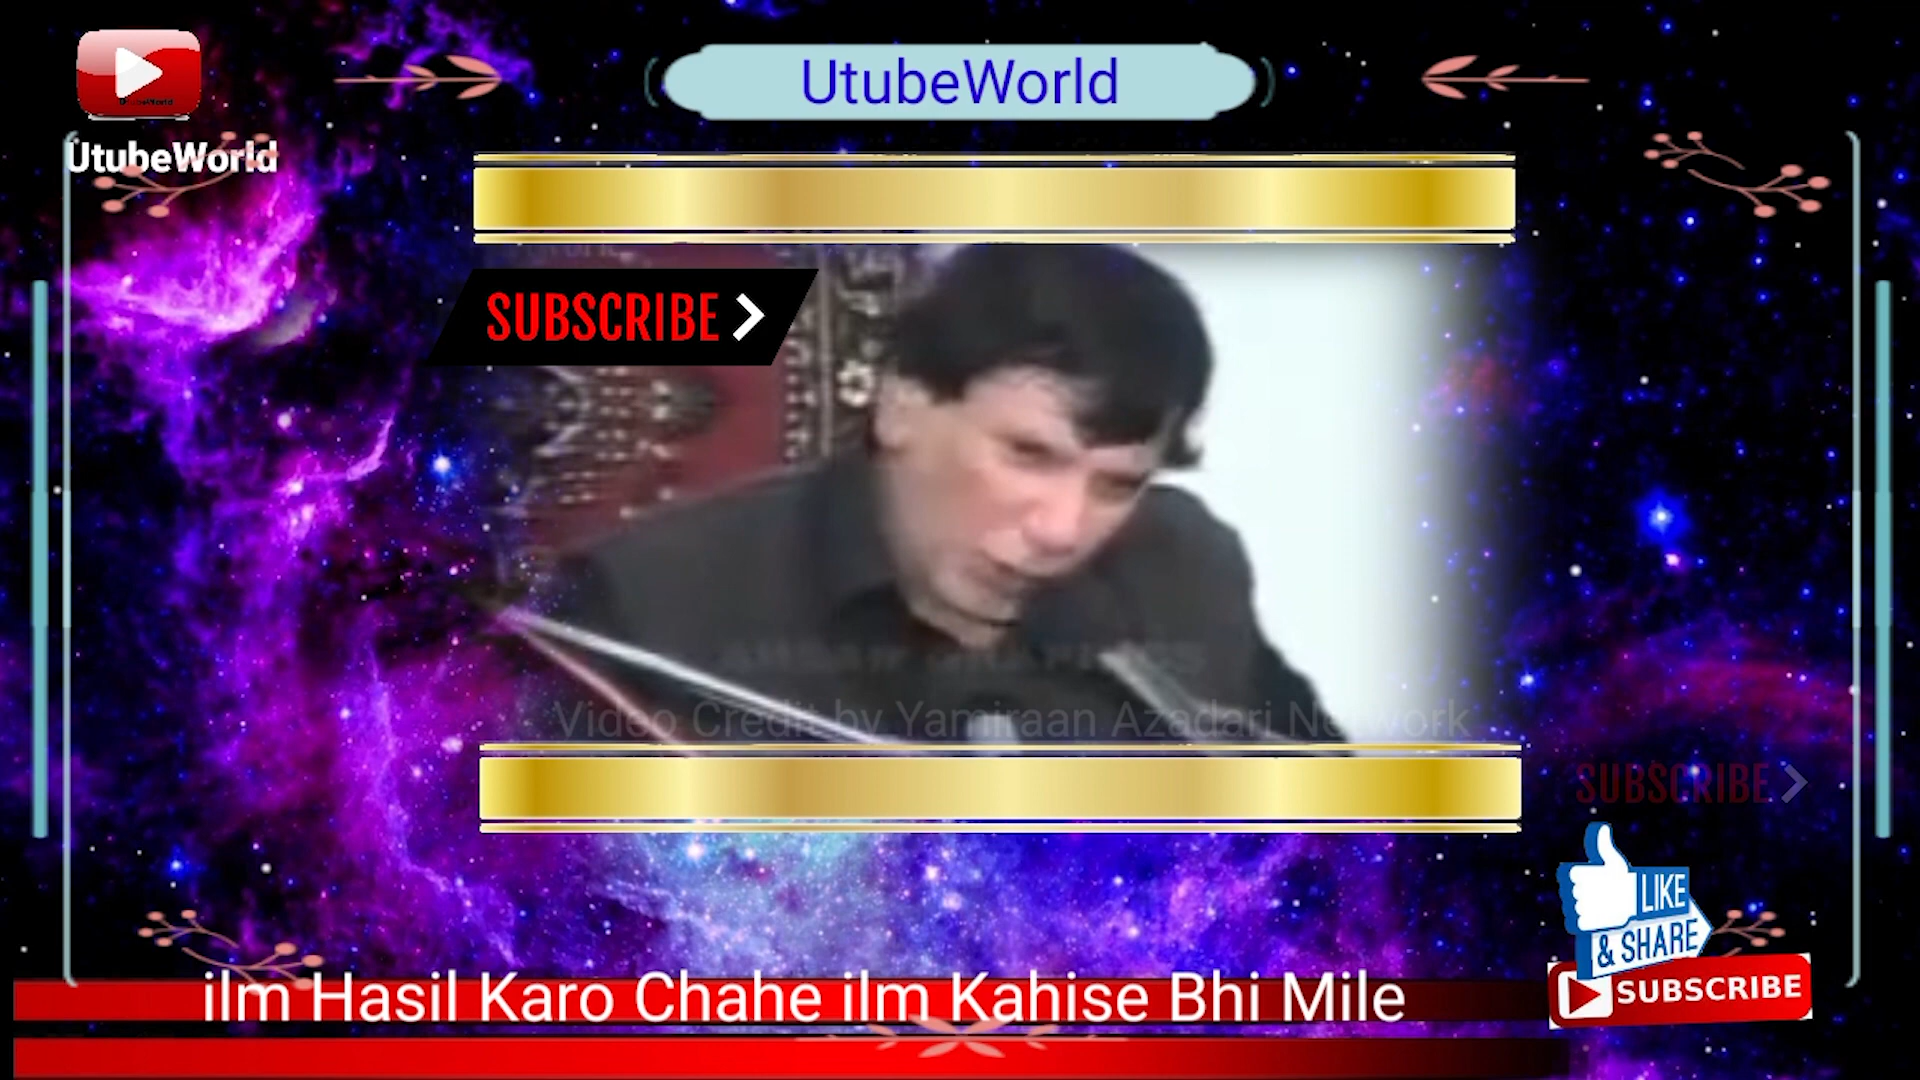 UtubeWorld
UtubeWorld
SUBSCRIBE
Video Credit by Yamiraan Azadari Network
SUBSCRIBE
LIKE
& SHARE
SUBSCRIBE
ilm Hasil Karo Chahe ilm Kahise Bhi Mile